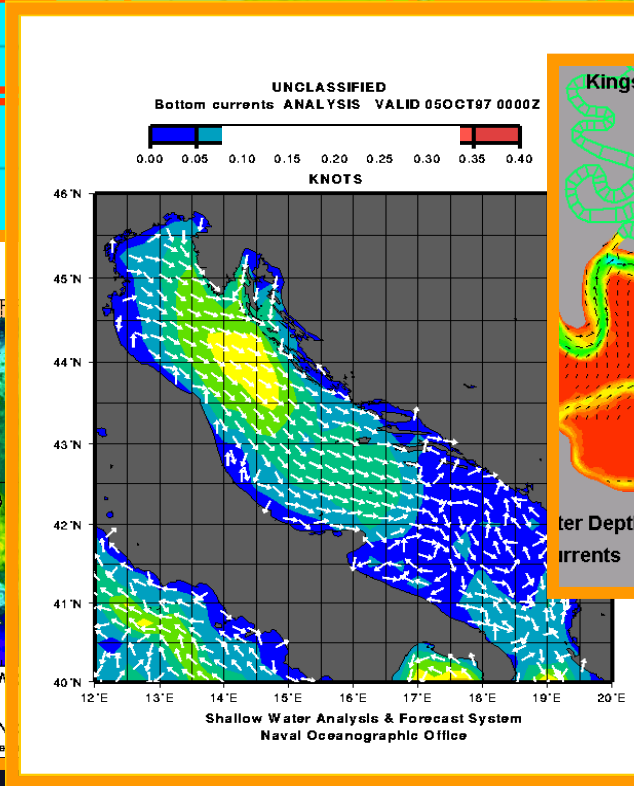 UNCLASSIFIED
Bottom currents ANALYSIS VALID 05OCT97 0000Z
0.00 0.05 0.10 0.15 0.20 0.25 0.30 0.35 0.40
KNOTS
46°N
45°N
44°N
43°N
42°N
41°N
40°N
12°E 13°E 14°E 15°E 16°E 17°E 18°E 19°E 20°E
Shallow Water Analysis & Forecast System
Naval Oceanographic Office
Kings
ter Dept
urrents